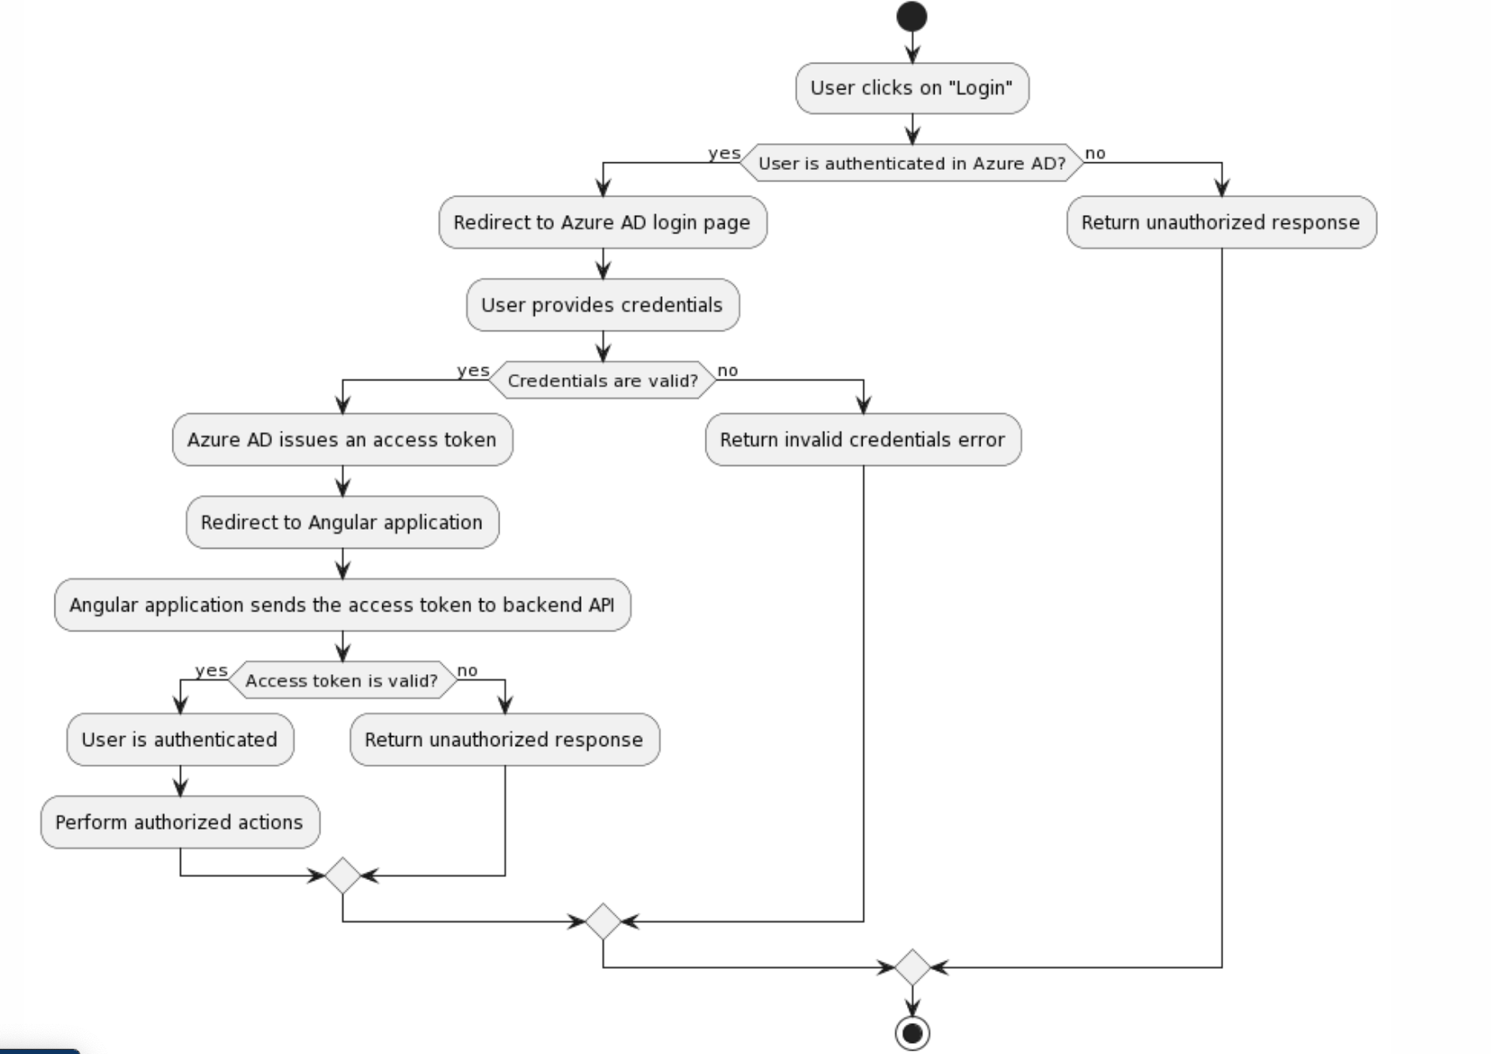 User clicks on "Login"
yes
User is authenticated in Azure AD?
no
Redirect to Azure AD login page
Return unauthorized response
User provides credentials
yes
Credentials are valid?
no
Azure AD issues an access token
Return invalid credentials error
Redirect to Angular application
Angular application sends the access token to backend API
yes
Access token is valid?
no
User is authenticated
Return unauthorized response
Perform authorized actions